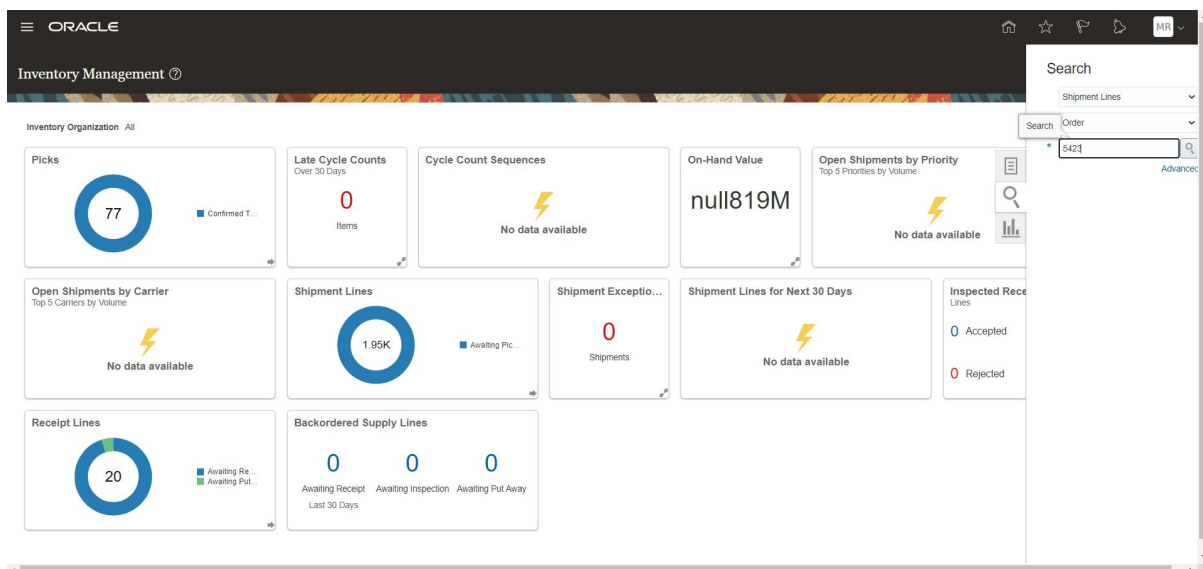 ORACLE
MR
Inventory Management
Search
Shipment Lines
Inventory Organization All
Search
Order
* 5423
Advanced
Picks
77
Confirmed T...
Late Cycle Counts
Over 30 Days
0
Items
Cycle Count Sequences
No data available
On-Hand Value
null819M
Open Shipments by Priority
Top 5 Priorities by Volume
No data available
Open Shipments by Carrier
Top 5 Carriers by Volume
No data available
Shipment Lines
1.95K
Awaiting Pic...
Shipment Exceptio...
0
Shipments
Shipment Lines for Next 30 Days
No data available
Inspected Rece
Lines
0 Accepted
0 Rejected
Receipt Lines
20
Awaiting Re...
Awaiting Put...
Backordered Supply Lines
0 0 0
Awaiting Receipt Awaiting Inspection Awaiting Put Away
Last 30 Days